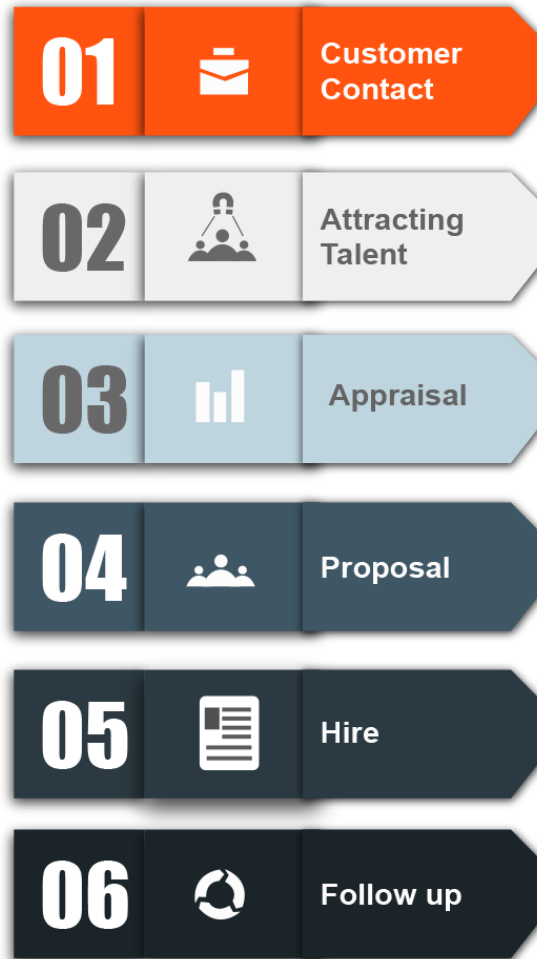 01
Customer
Contact
02
Attracting
Talent
03
Appraisal
04
Proposal
05
Hire
06
Follow up